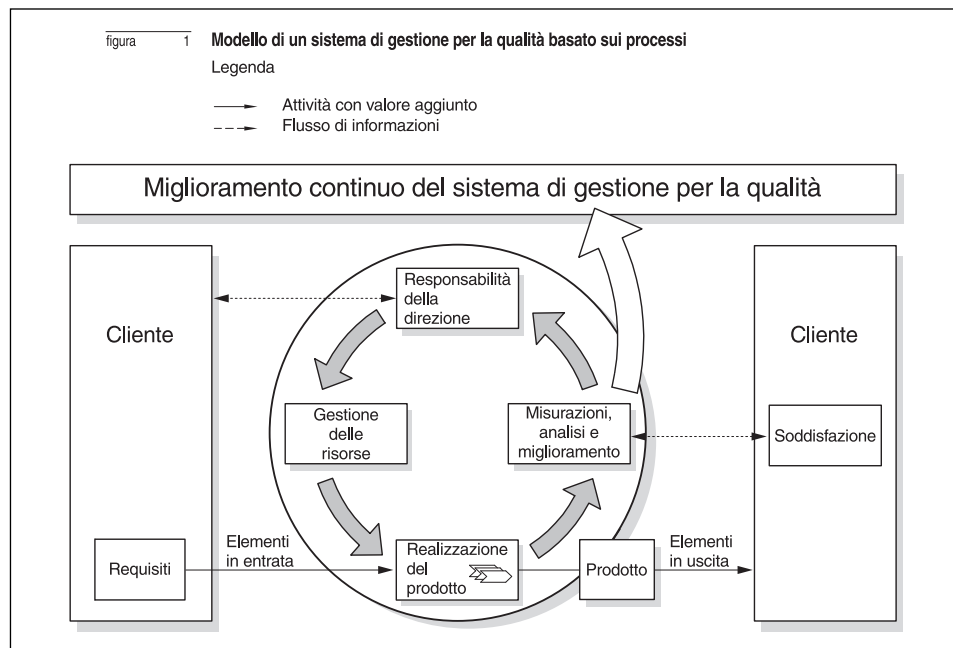 figura 1 Modello di un sistema di gestione per la qualità basato sui processi
Legenda
Attività con valore aggiunto
Flusso di informazioni
Miglioramento continuo del sistema di gestione per la qualità
Cliente
Responsabilità
della
direzione
Cliente
Gestione
delle
risorse
Misurazioni,
analisi e
miglioramento
Soddisfazione
Requisiti
Elementi
in entrata
Realizzazione
del
prodotto
Prodotto
Elementi
in uscita